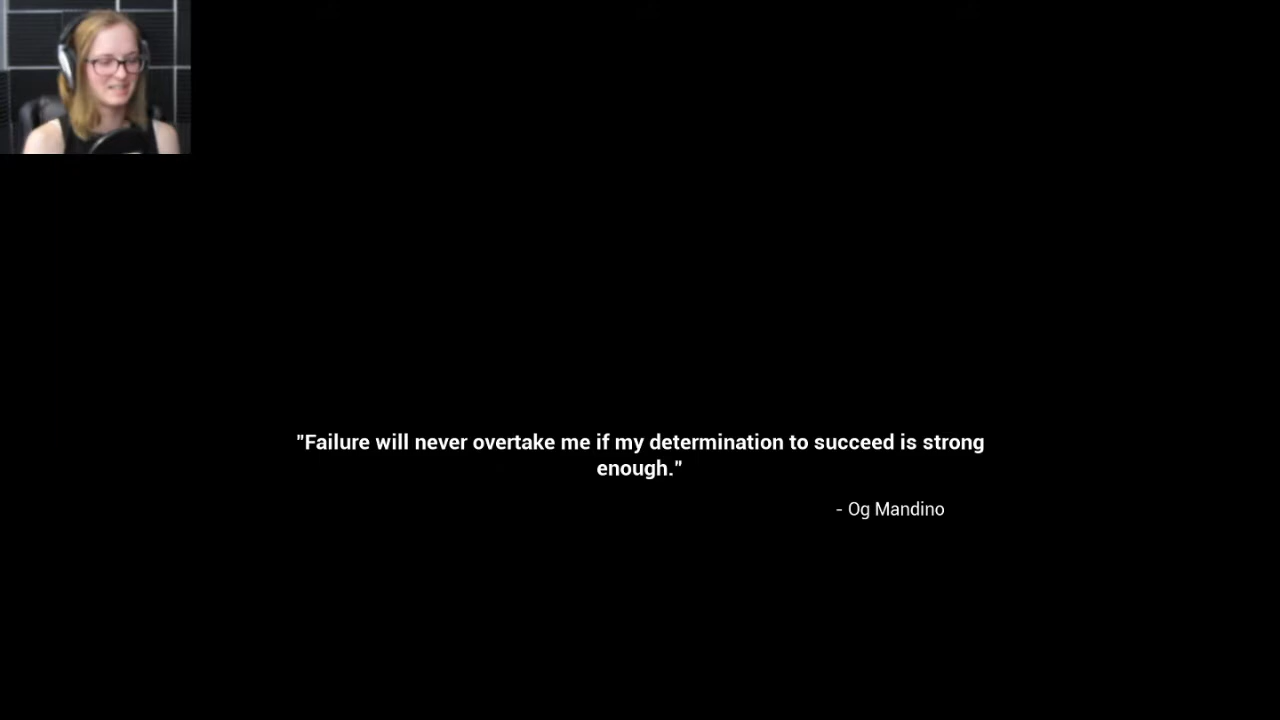 "Failure will never overtake me if my determination to succeed is strong
enough."
- Og Mandino